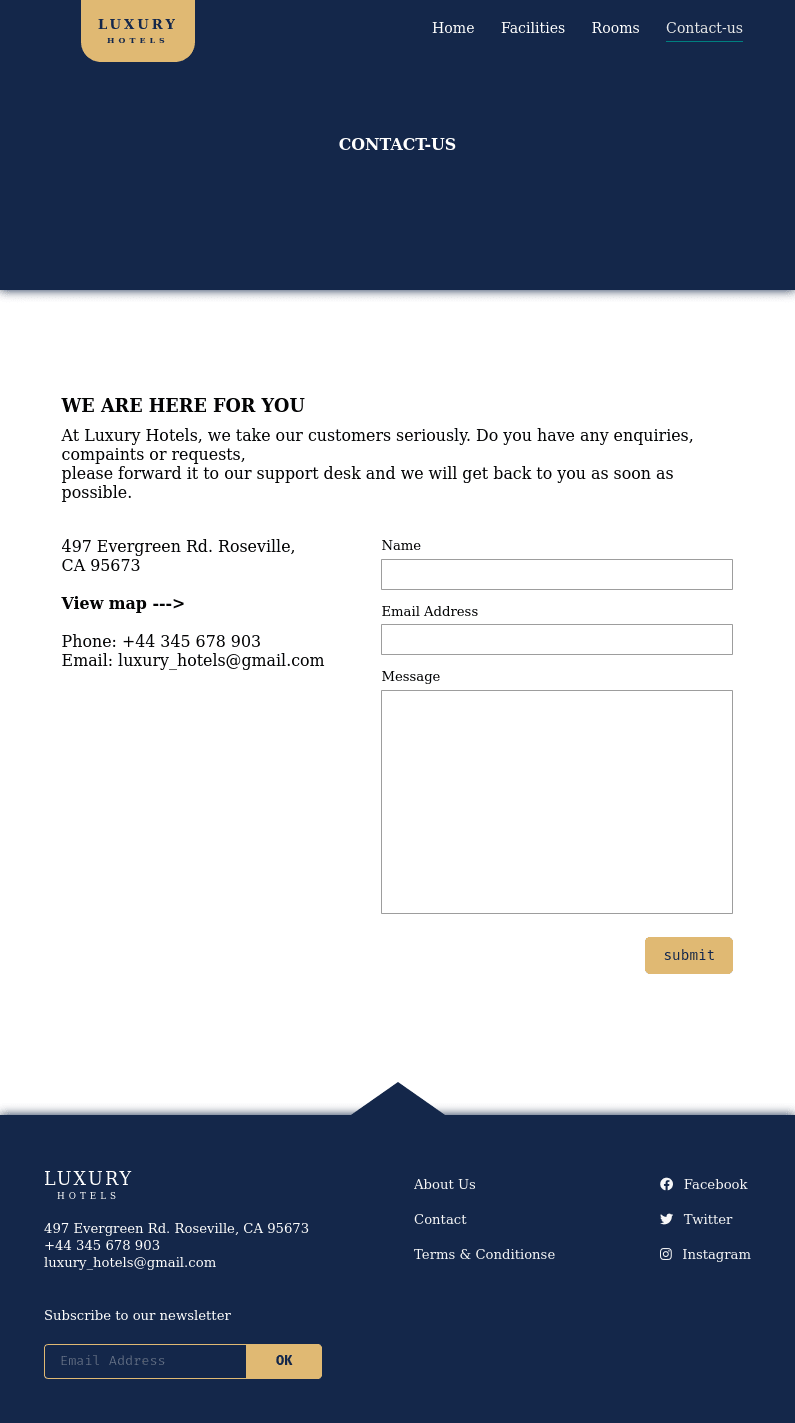 LUXURY
HOTELS
Home Facilities Rooms Contact-us
CONTACT-US
WE ARE HERE FOR YOU
At Luxury Hotels, we take our customers seriously. Do you have any enquiries,
compaints or requests,
please forward it to our support desk and we will get back to you as soon as
possible.
497 Evergreen Rd. Roseville,
CA 95673
View map --->
Phone: +44 345 678 903
Email: luxury_hotels@gmail.com
Name
Email Address
Message
submit
LUXURY
HOTELS
497 Evergreen Rd. Roseville, CA 95673
+44 345 678 903
luxury_hotels@gmail.com
Subscribe to our newsletter
Email Address OK
About Us
Contact
Terms & Conditionse
Facebook
Twitter
Instagram